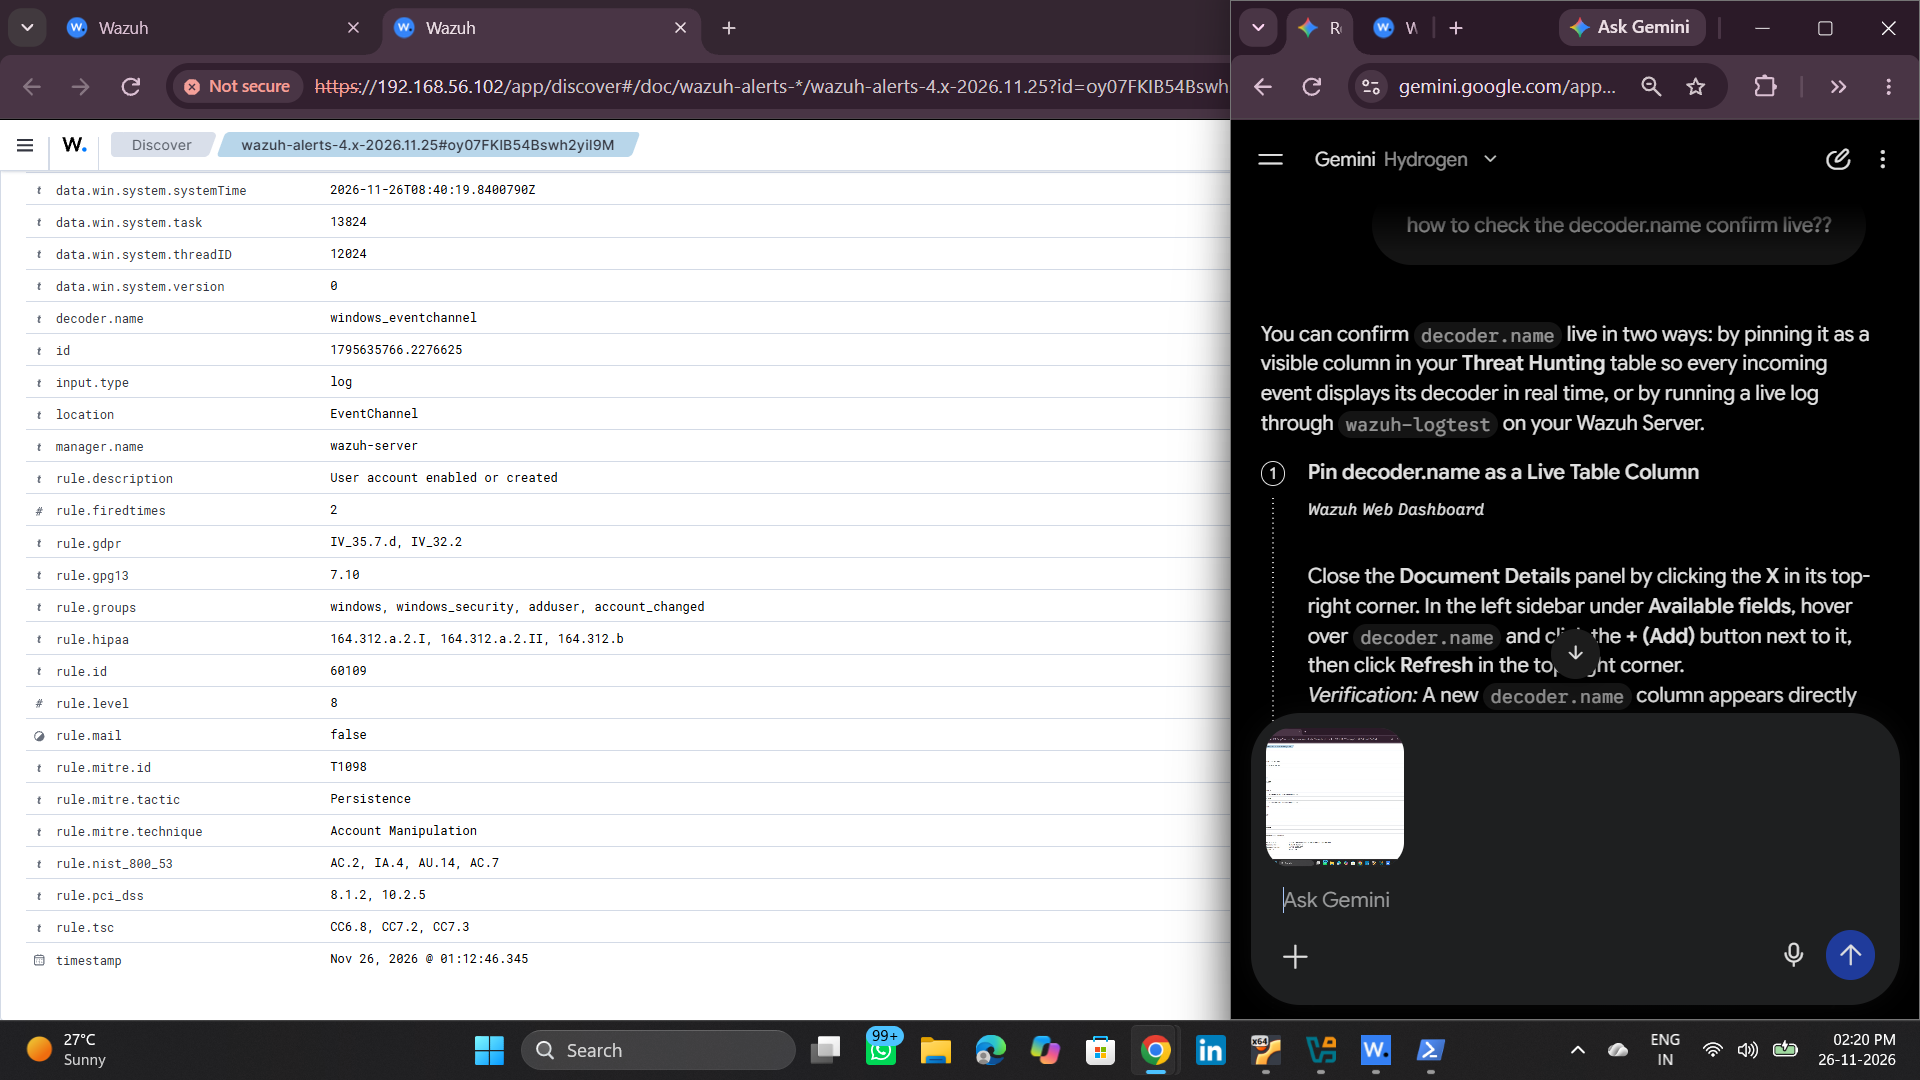 Wazuh
Wazuh
Not secure
https://192.168.56.102/app/discover#/doc/wazuh-alerts-*/wazuh-alerts-4.x-2026.11.25?id=oy07FKIB54Bswh
W.
Discover
wazuh-alerts-4.x-2026.11.25#oy07FKIB54Bswh2yiI9M
t data.win.system.systemTime 2026-11-26T08:40:19.8400790Z
t data.win.system.task 13824
t data.win.system.threadID 12024
t data.win.system.version 0
t decoder.name windows_eventchannel
t id 1795635766.2276625
t input.type log
t location EventChannel
t manager.name wazuh-server
t rule.description User account enabled or created
# rule.firedtimes 2
t rule.gdpr IV_35.7.d, IV_32.2
t rule.gpg13 7.10
t rule.groups windows, windows_security, adduser, account_changed
t rule.hipaa 164.312.a.2.I, 164.312.a.2.II, 164.312.b
t rule.id 60109
# rule.level 8
rule.mail false
t rule.mitre.id T1098
t rule.mitre.tactic Persistence
t rule.mitre.technique Account Manipulation
t rule.nist_800_53 AC.2, IA.4, AU.14, AC.7
t rule.pci_dss 8.1.2, 10.2.5
t rule.tsc CC6.8, CC7.2, CC7.3
timestamp Nov 26, 2026 @ 01:12:46.345
Ask Gemini
gemini.google.com/app...
Gemini Hydrogen
how to check the decoder.name confirm live??
You can confirm decoder.name live in two ways: by pinning it as a
visible column in your Threat Hunting table so every incoming
event displays its decoder in real time, or by running a live log
through wazuh-logtest on your Wazuh Server.
1 Pin decoder.name as a Live Table Column
Wazuh Web Dashboard
Close the Document Details panel by clicking the X in its top-
right corner. In the left sidebar under Available fields, hover
over decoder.name and the + (Add) button next to it,
then click Refresh in the corner.
Verification: A new decoder.name column appears directly
Ask Gemini
27°C
Sunny
Search
99+
ENG
IN
02:20 PM
26-11-2026